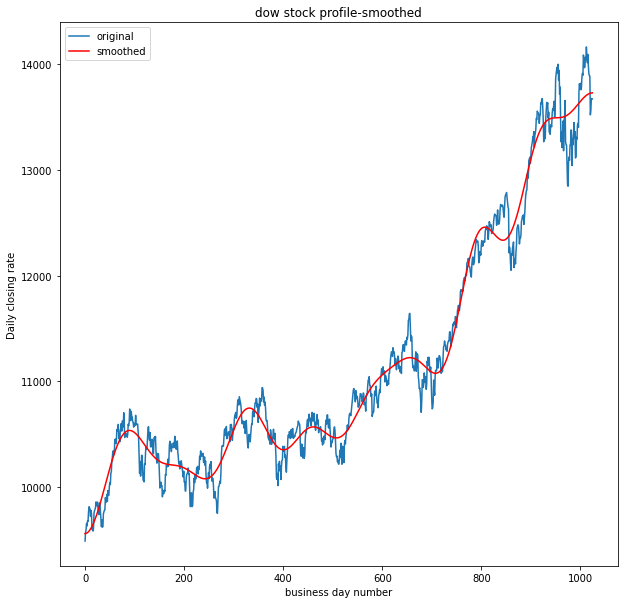 dow stock profile-smoothed
original
smoothed
14000
13000
12000
11000
10000
Daily closing rate
0 200 400 600 800 1000
business day number